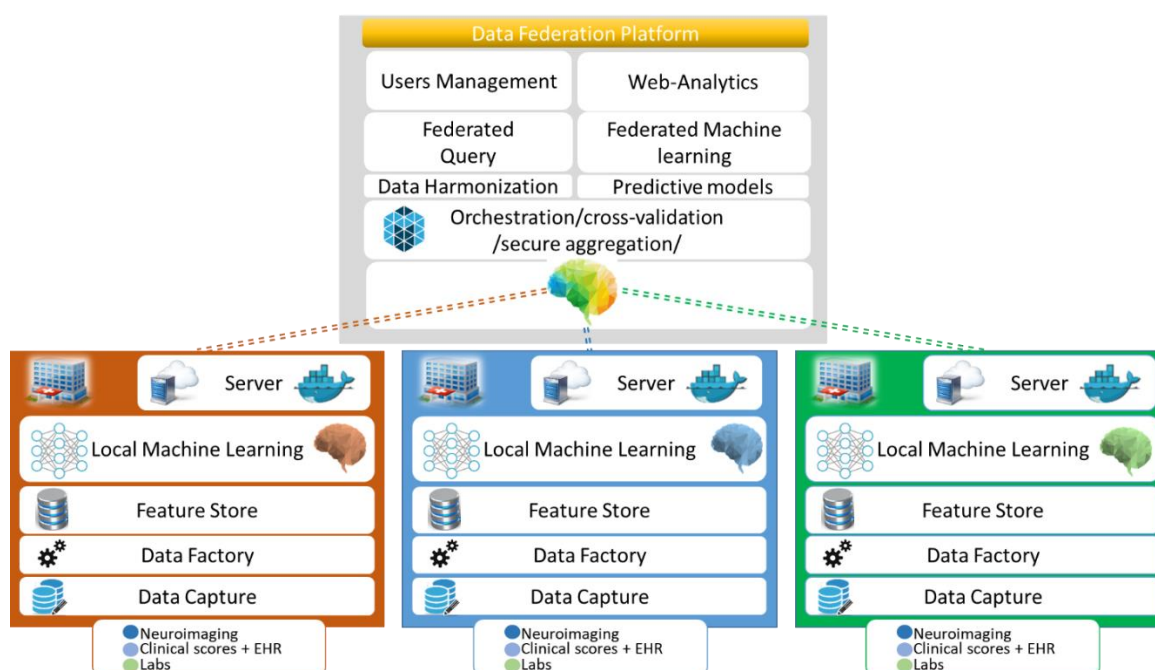 Data Federation Platform
Users Management
Web-Analytics
Federated
Query
Federated Machine
learning
Data Harmonization
Predictive models
Orchestration/cross-validation
/secure aggregation/
Server
Local Machine Learning
Feature Store
Data Factory
Data Capture
Neuroimaging
Clinical scores + EHR
Labs
Server
Local Machine Learning
Feature Store
Data Factory
Data Capture
Neuroimaging
Clinical scores + EHR
Labs
Server
Local Machine Learning
Feature Store
Data Factory
Data Capture
Neuroimaging
Clinical scores + EHR
Labs